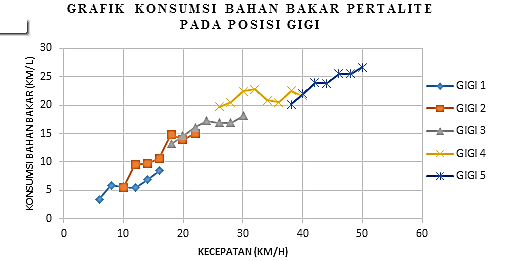 GRAFIK KONSUMSI BAHAN BAKAR PERTALITE
PADA POSISI GIGI
KONSUMSI BAHAN BAKAR (KM/L)
30
25
20
15
10
5
0
0 10 20 30 40 50 60
KECEPATAN (KM/H)
GIGI 1
GIGI 2
GIGI 3
GIGI 4
GIGI 5